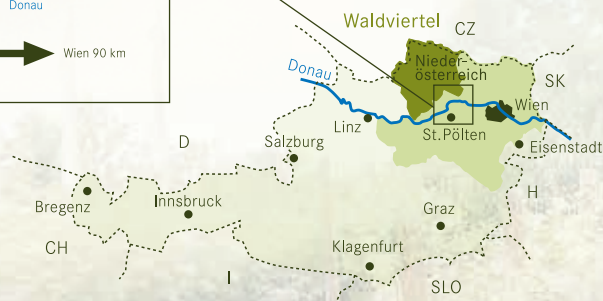 Donau
Wien 90 km
Waldviertel
CZ
Nieder-
österreich
SK
Donau
Wien
Linz
St.Pölten
Eisenstadt
D
Salzburg
H
Bregenz
Innsbruck
Graz
CH
Klagenfurt
I
SLO